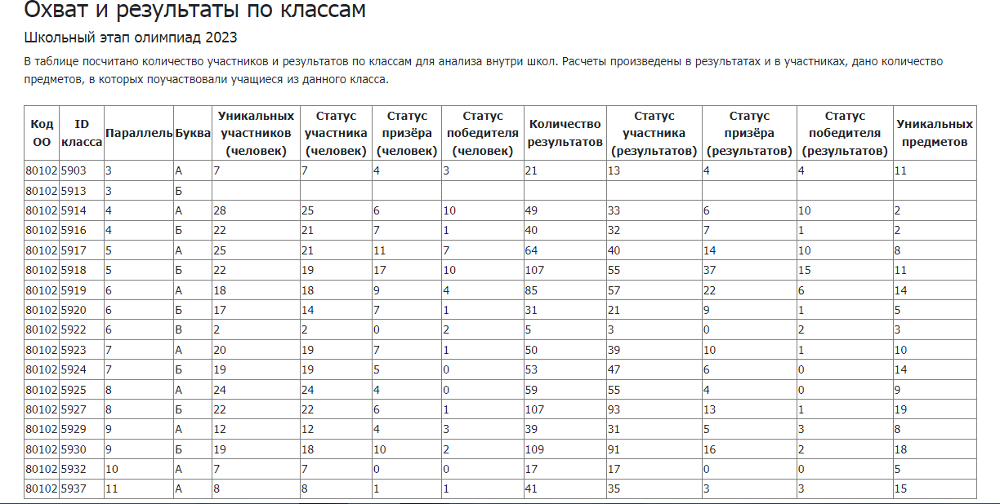 Охват и результаты по классам
Школьный этап олимпиад 2023
В таблице посчитано количество участников и результатов по классам для анализа внутри школ. Расчеты произведены в результатах и в участниках, дано количество
предметов, в которых поучаствовали учащиеся из данного класса.
Код ОО ID класса Параллель Буква Уникальных участников (человек) Статус участника (человек) Статус призёра (человек) Статус победителя (человек) Количество результатов Статус участника (результатов) Статус призёра (результатов) Статус победителя (результатов) Уникальных предметов
80102 5903 3 А 7 7 4 3 21 13 4 4 11
80102 5913 3 Б
80102 5914 4 А 28 25 6 10 49 33 6 10 2
80102 5916 4 Б 22 21 7 1 40 32 7 1 2
80102 5917 5 А 25 21 11 7 64 40 14 10 8
80102 5918 5 Б 22 19 17 10 107 55 37 15 11
80102 5919 6 А 18 18 9 4 85 57 22 6 14
80102 5920 6 Б 17 14 7 1 31 21 9 1 5
80102 5922 6 В 2 2 0 2 5 3 0 2 3
80102 5923 7 А 20 19 7 1 50 39 10 1 10
80102 5924 7 Б 19 19 5 0 53 47 6 0 14
80102 5925 8 А 24 24 4 0 59 55 4 0 9
80102 5927 8 Б 22 22 6 1 107 93 13 1 19
80102 5929 9 А 12 12 4 3 39 31 5 3 8
80102 5930 9 Б 19 18 10 2 109 91 16 2 18
80102 5932 10 А 7 7 0 0 17 17 0 0 5
80102 5937 11 А 8 8 1 1 41 35 3 3 15